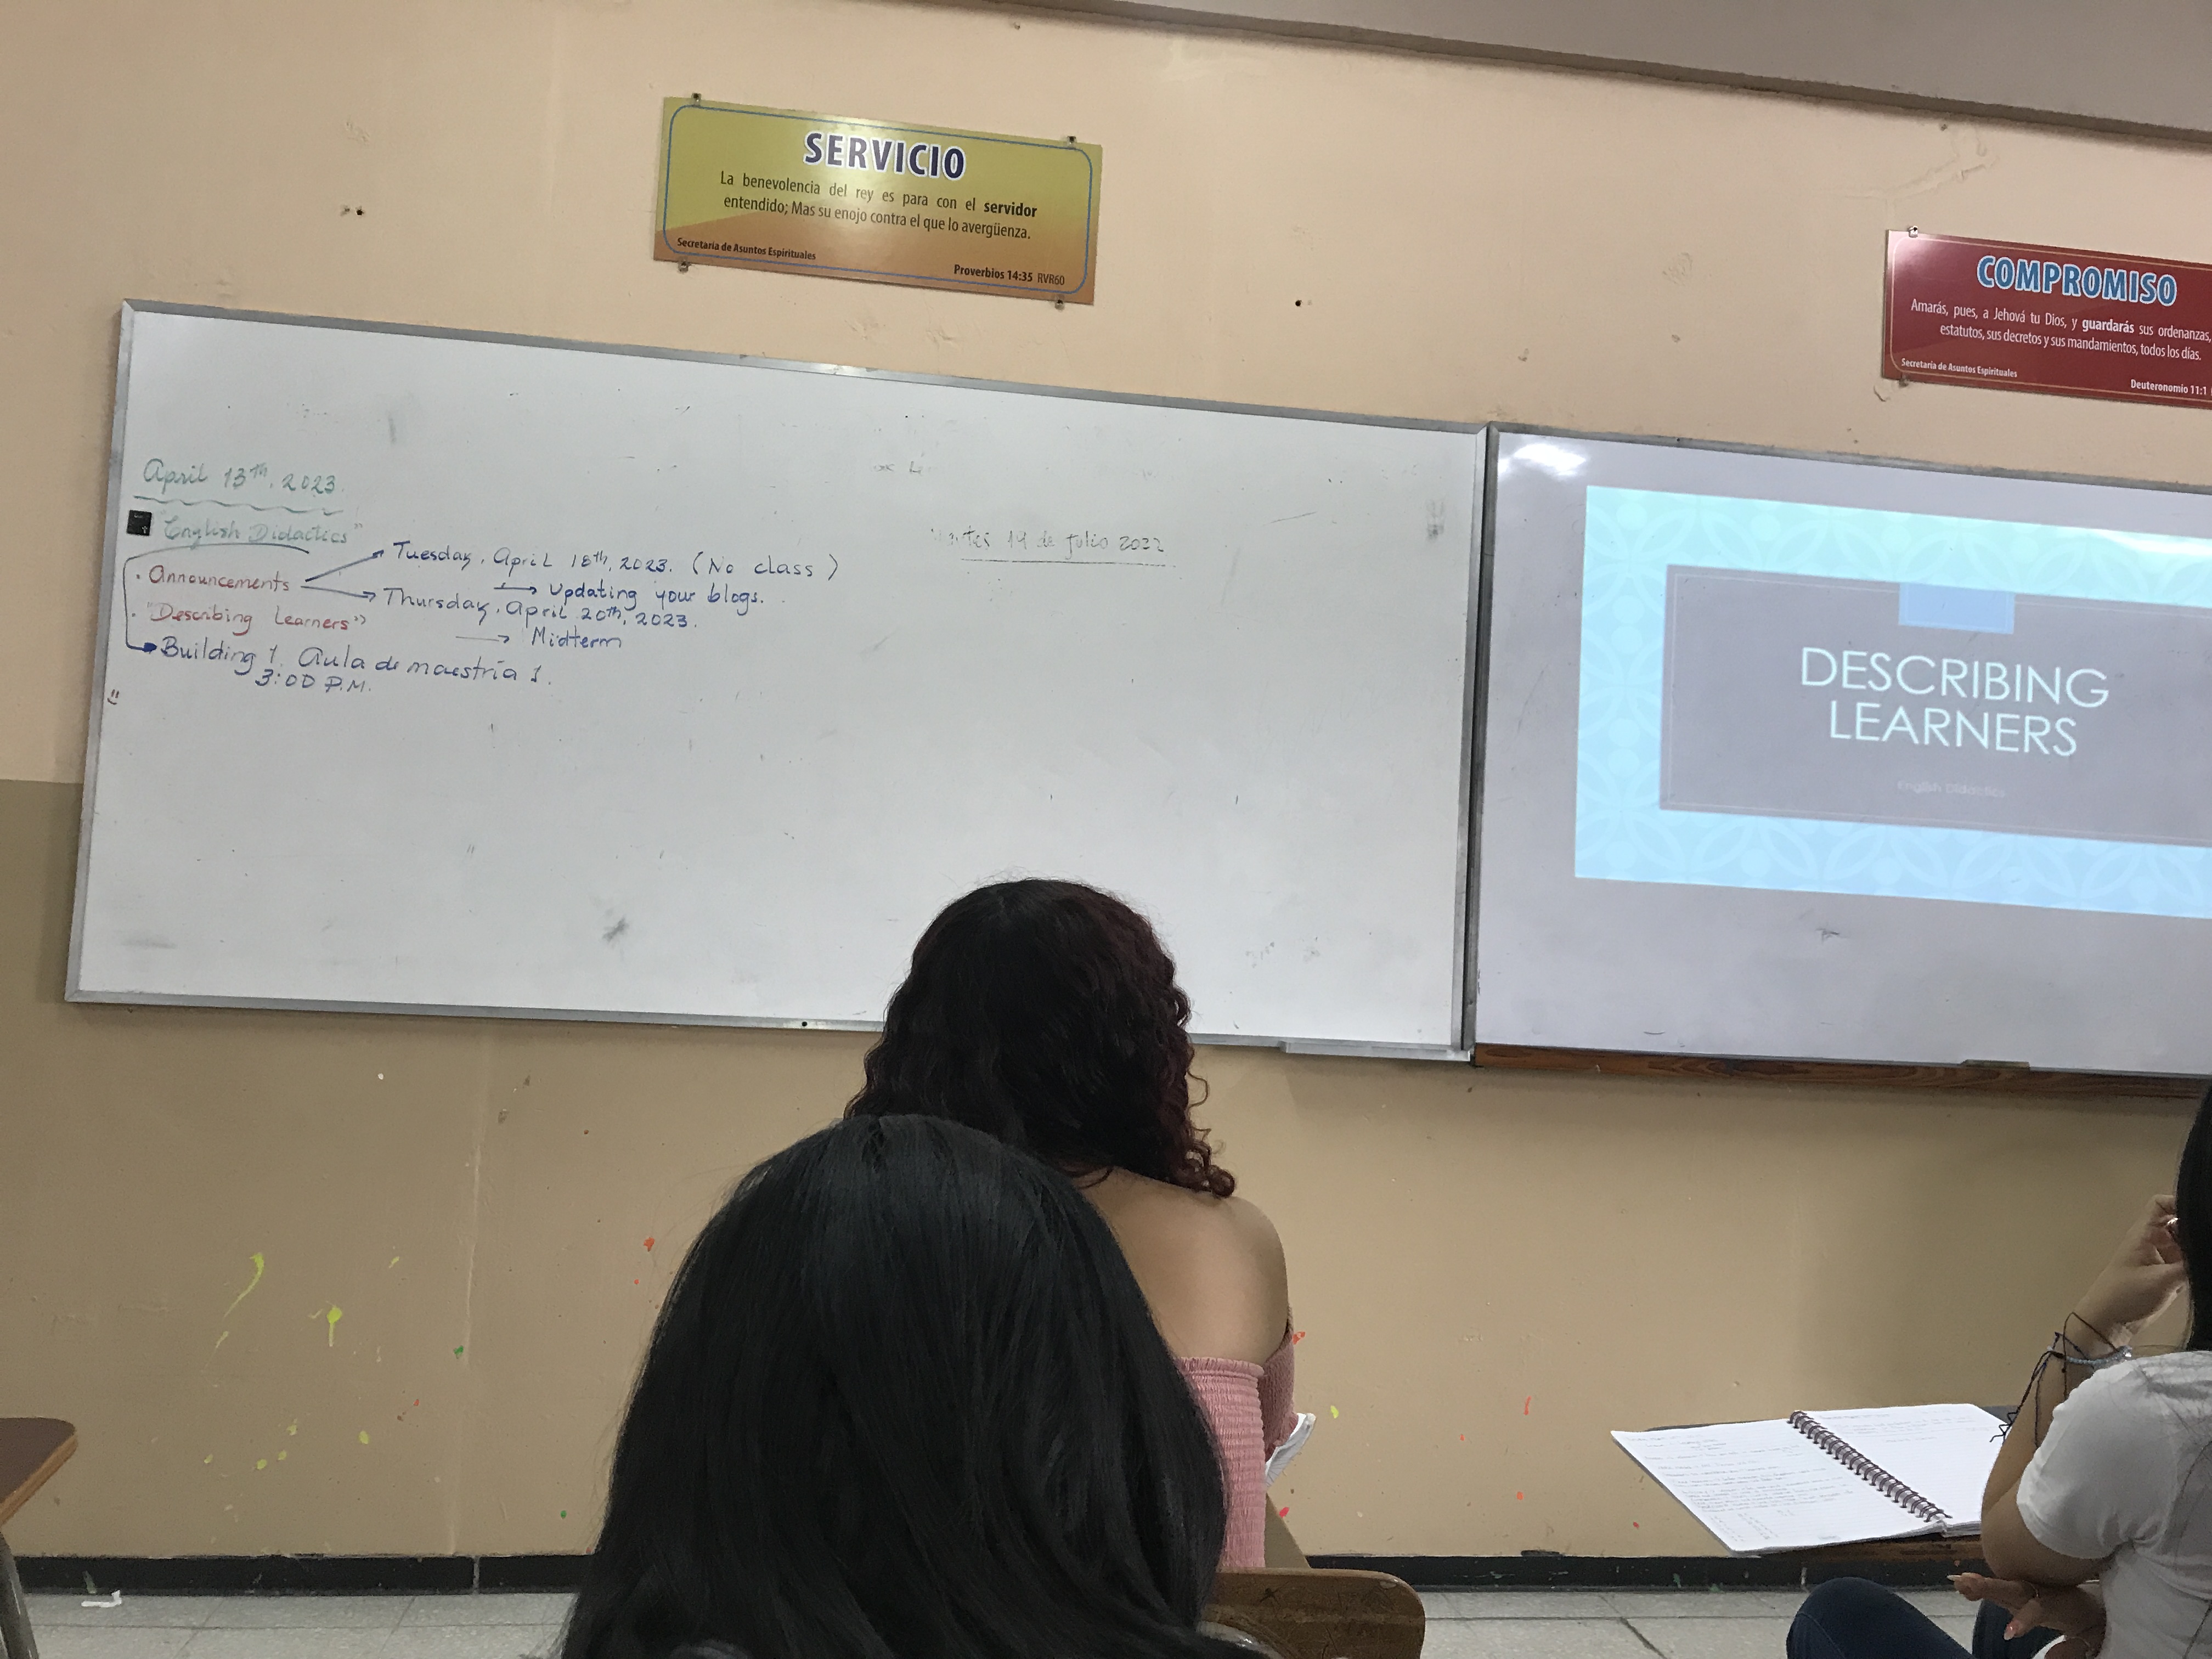 SERVICIO
La benevolencia del rey es para con el servidor
entendido; Mas su enojo contra el que lo avergüenza.
Secretaría de Asuntos Espirituales
Proverbios 14:35 RVR60
COMPROMISO
Amarás, pues, a Jehová tu Dios, y guardarás sus ordenanzas,
estatutos, sus decretos y sus mandamientos, todos los días.
Secretaría de Asuntos Espirituales
Deuteronomio 11:1
April 13th, 2023.
"English Didactics"
· Announcements
Tuesday, April 18th, 2023. (No class)
Updating your blogs.
Thursday, April 20th, 2023.
Midterm
· "Describing Learners"
Building 1. Aula de maestría 1.
3:00 P.M.
19 de julio 2022
DESCRIBING
LEARNERS
English Didactics